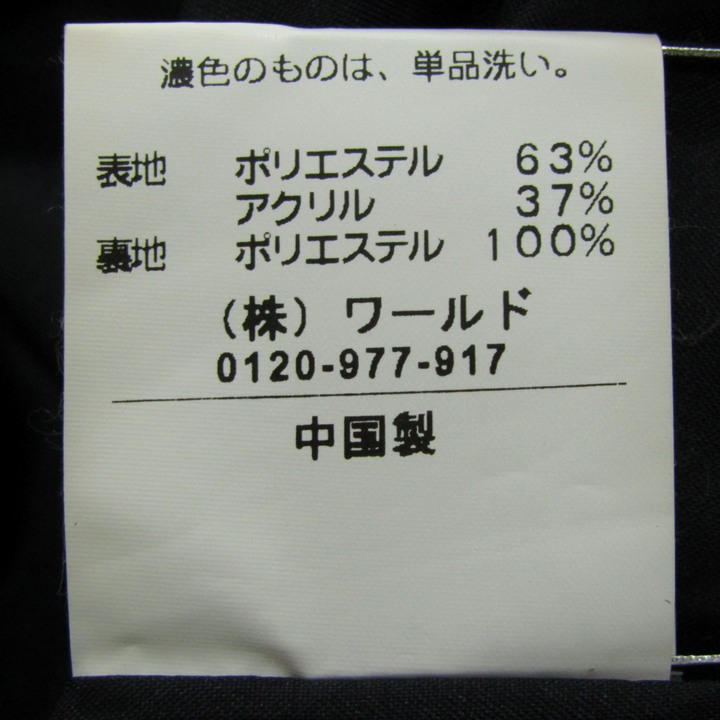 濃色のものは、単品洗い。
表地 ポリエステル 63%
アクリル 37%
裏地 ポリエステル 100%
（株）ワールド
0120-977-917
中国製